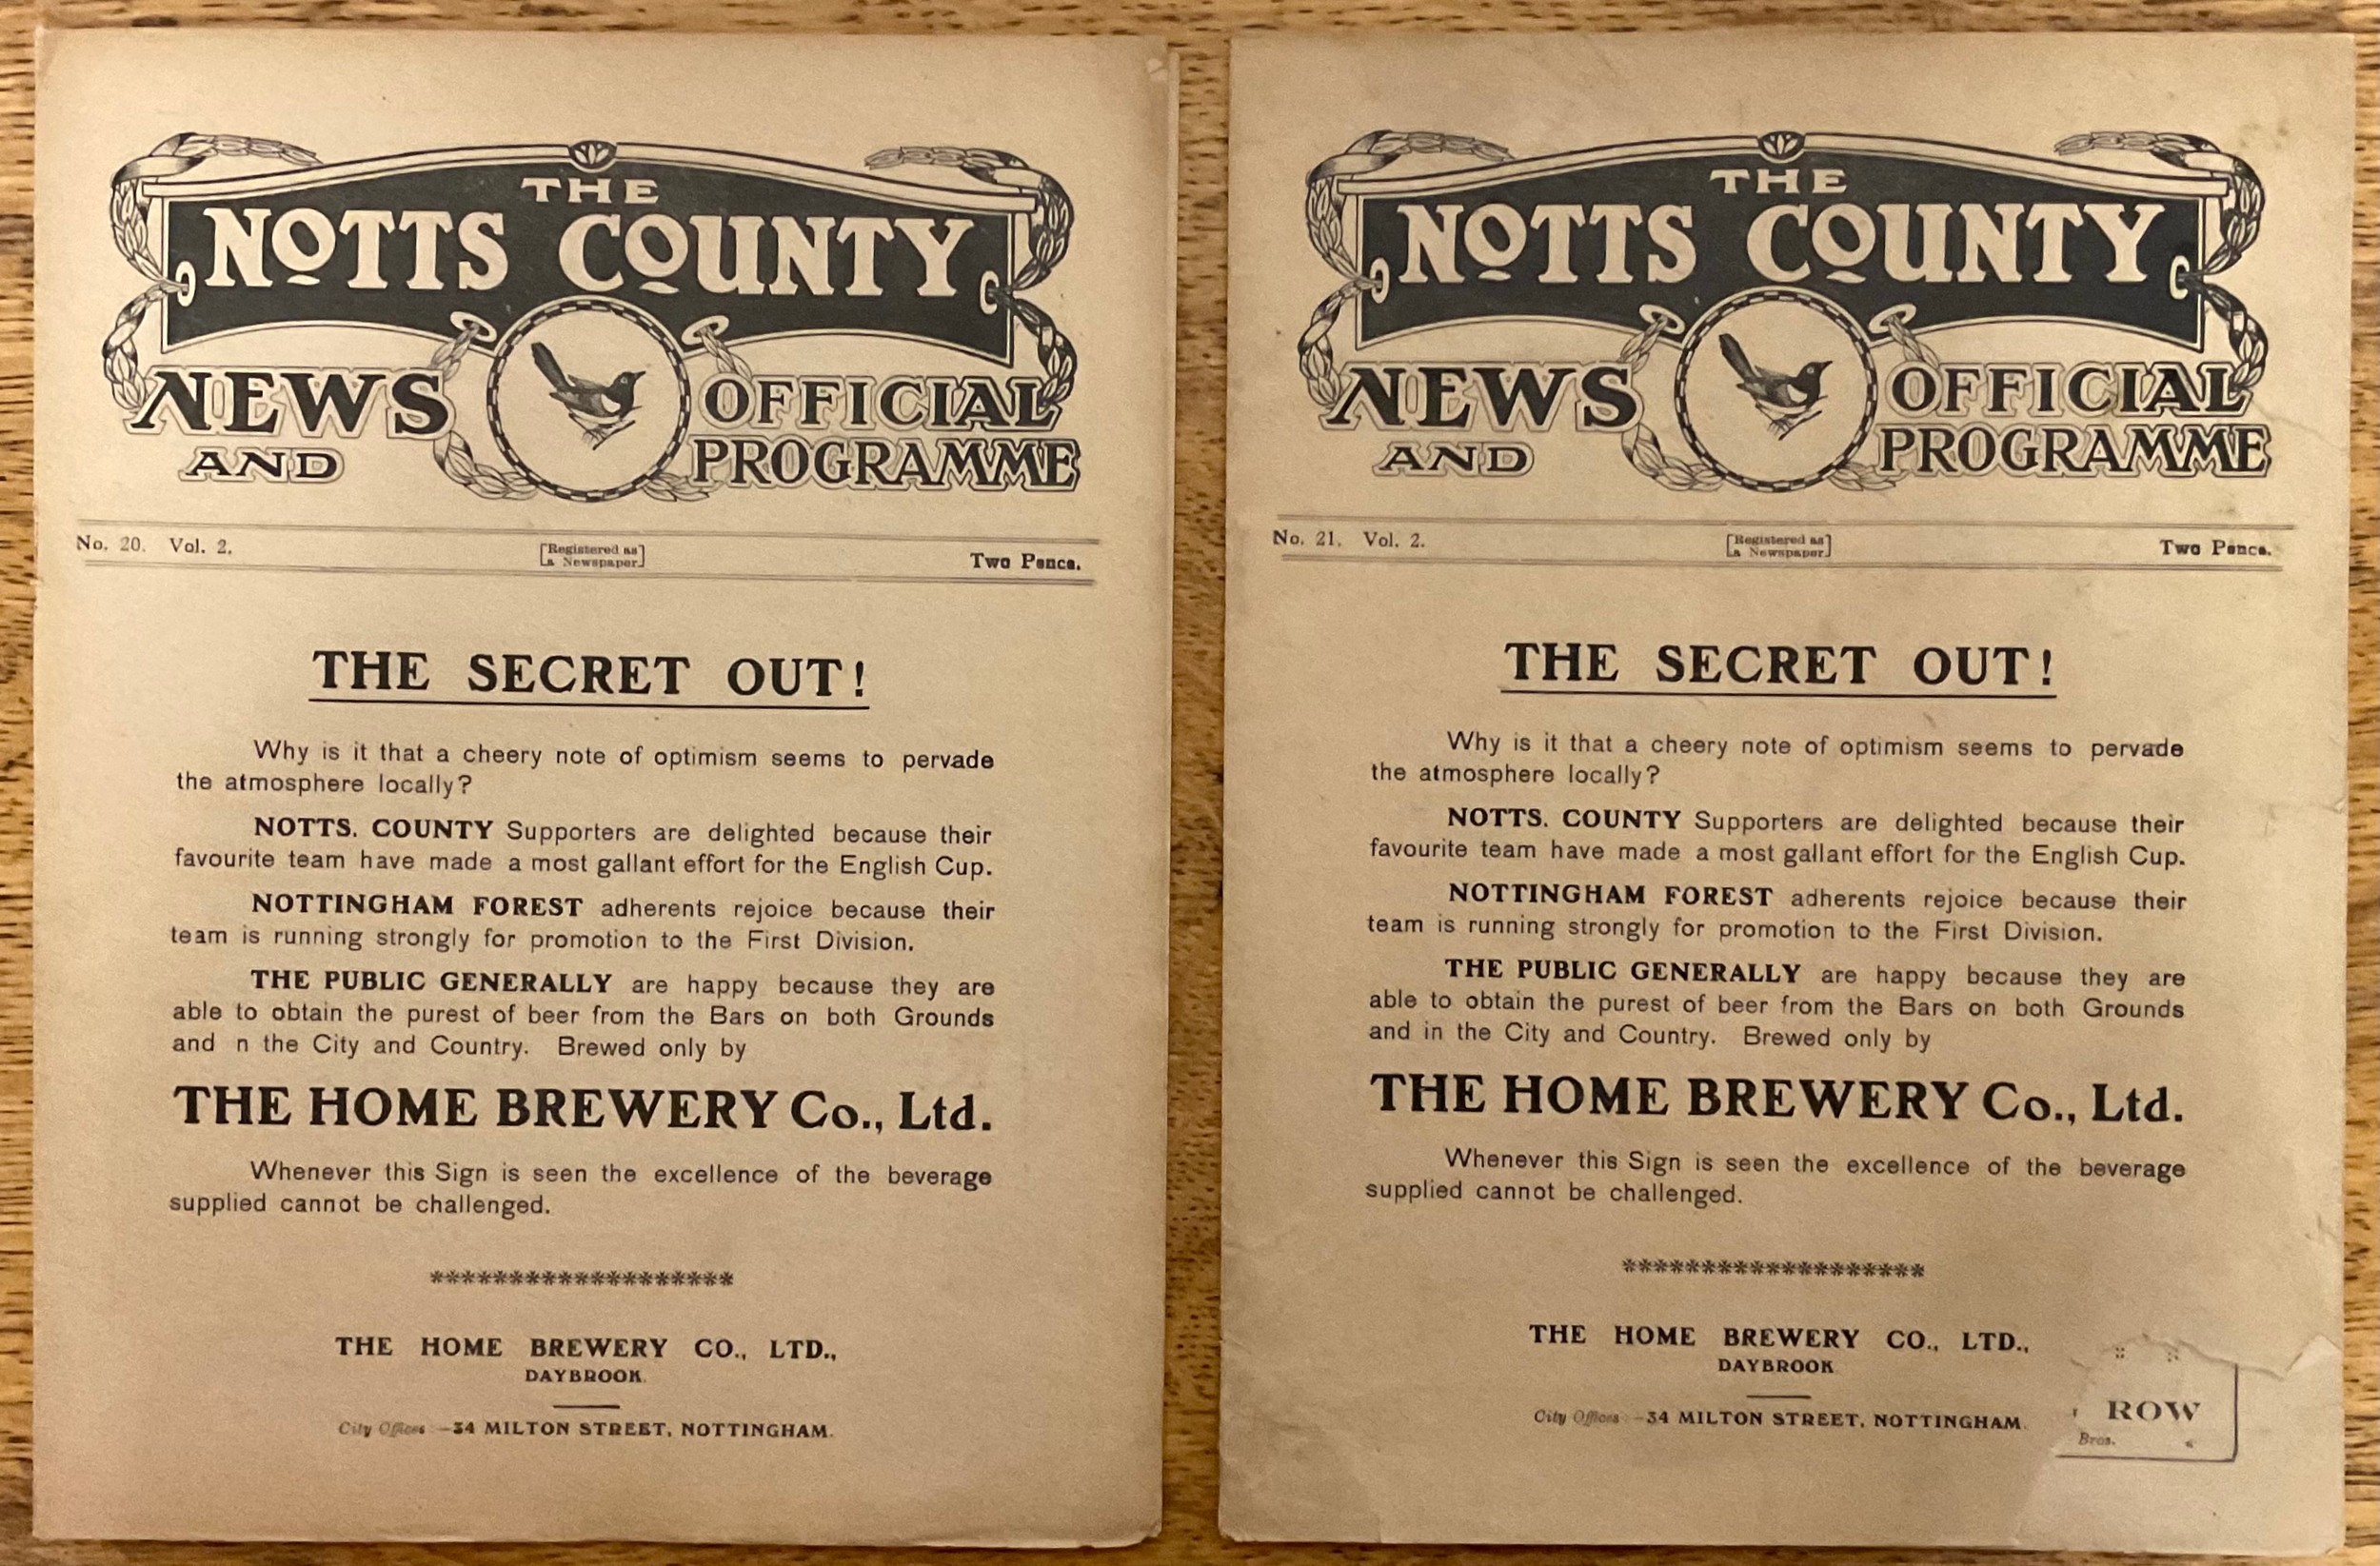 THE
NOTTS COUNTY
NEWS
AND
OFFICIAL
PROGRAMME
No. 20. Vol. 2.
[Registered as
a Newspaper]
Two Pence.
THE SECRET OUT!
Why is it that a cheery note of optimism seems to pervade
the atmosphere locally?
NOTTS. COUNTY Supporters are delighted because their
favourite team have made a most gallant effort for the English Cup.
NOTTINGHAM FOREST adherents rejoice because their
team is running strongly for promotion to the First Division.
THE PUBLIC GENERALLY are happy because they are
able to obtain the purest of beer from the Bars on both Grounds
and n the City and Country. Brewed only by
THE HOME BREWERY Co., Ltd.
Whenever this Sign is seen the excellence of the beverage
supplied cannot be challenged.
*******************
THE HOME BREWERY CO., LTD.,
DAYBROOK.
City Offices :—34 MILTON STREET, NOTTINGHAM.
THE
NOTTS COUNTY
NEWS
AND
OFFICIAL
PROGRAMME
No. 21. Vol. 2.
[Registered as
a Newspaper]
Two Pence.
THE SECRET OUT!
Why is it that a cheery note of optimism seems to pervade
the atmosphere locally?
NOTTS. COUNTY Supporters are delighted because their
favourite team have made a most gallant effort for the English Cup.
NOTTINGHAM FOREST adherents rejoice because their
team is running strongly for promotion to the First Division.
THE PUBLIC GENERALLY are happy because they are
able to obtain the purest of beer from the Bars on both Grounds
and in the City and Country. Brewed only by
THE HOME BREWERY Co., Ltd.
Whenever this Sign is seen the excellence of the beverage
supplied cannot be challenged.
*******************
THE HOME BREWERY CO., LTD.,
DAYBROOK
City Offices :—34 MILTON STREET, NOTTINGHAM.
ROW
Bros.